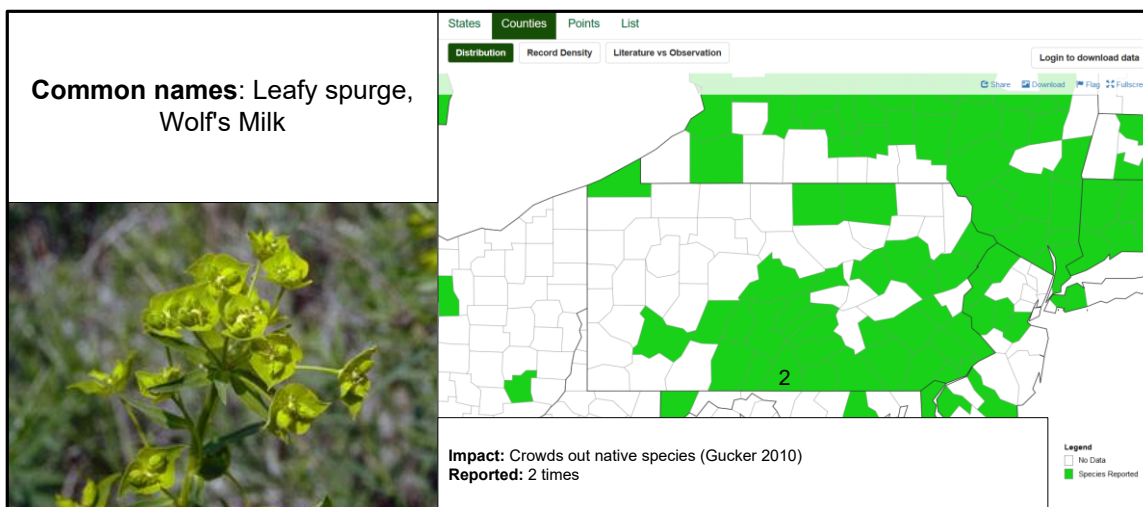 Common names: Leafy spurge,
Wolf's Milk
States Counties Points List
Distribution Record Density Literature vs Observation
Login to download data
Share Download Flag Fullscre
2
Impact: Crowds out native species (Gucker 2010)
Reported: 2 times
Legend
No Data
Species Reported